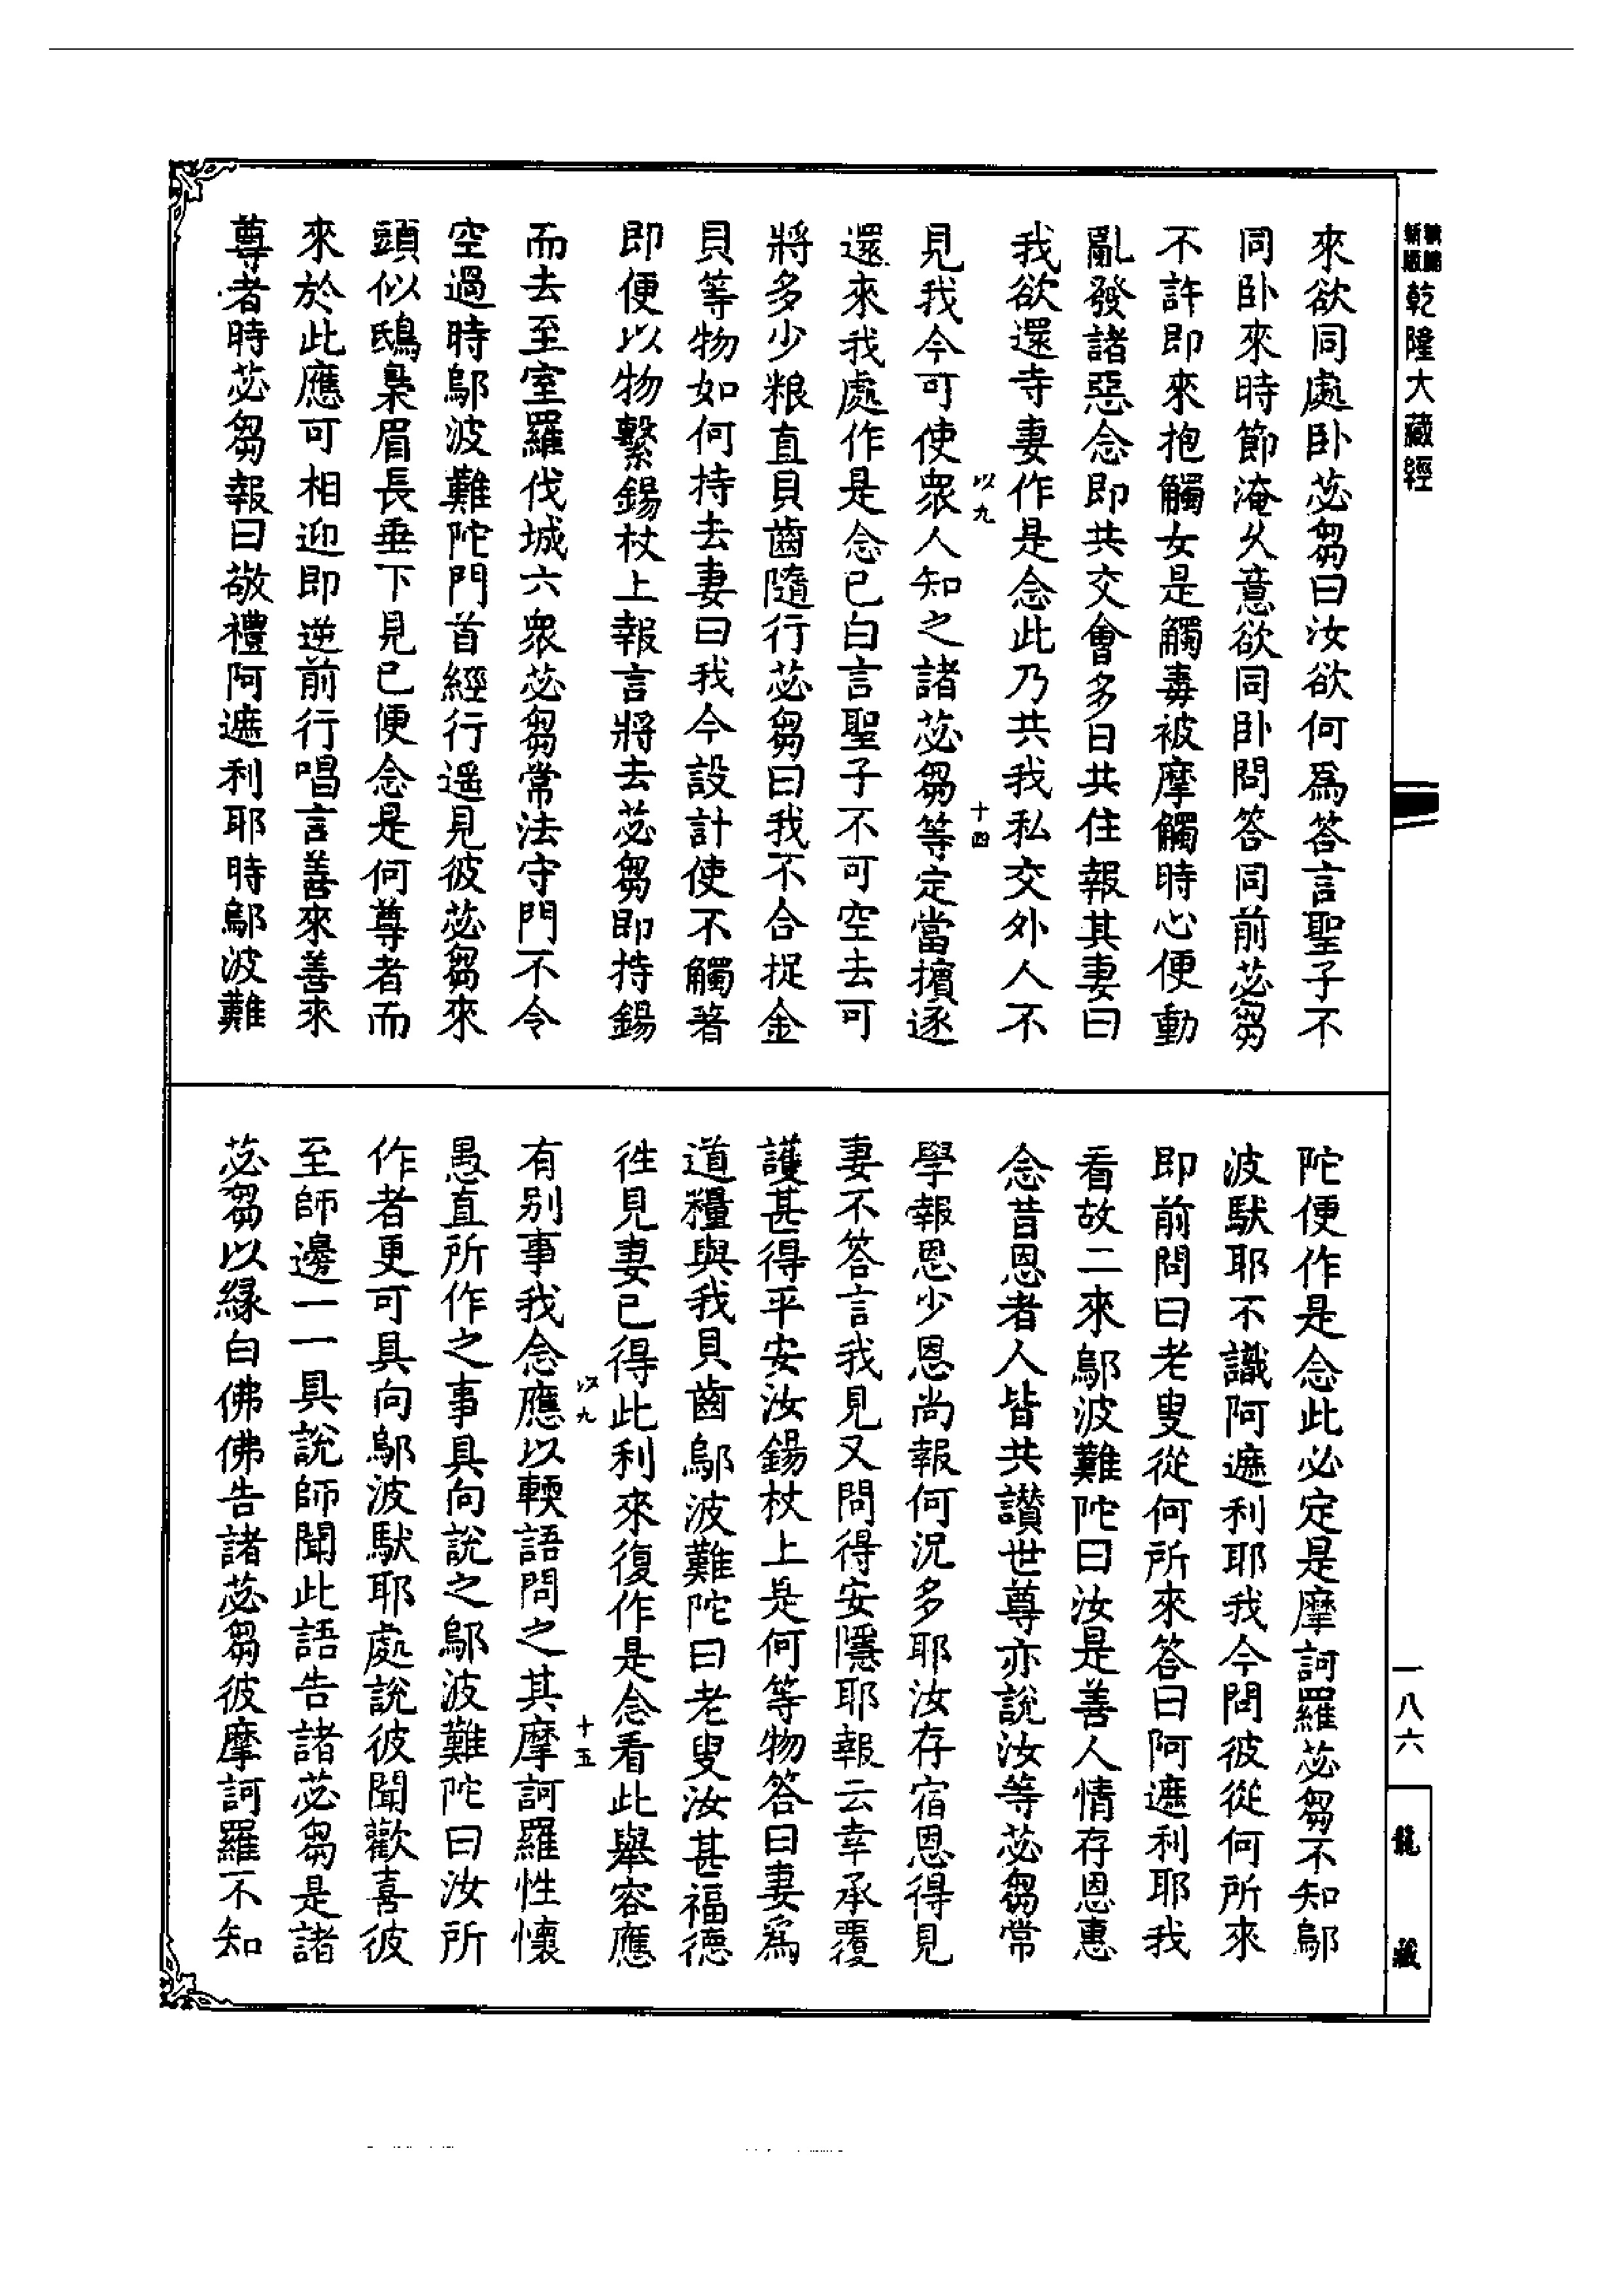 乾隆大藏經
來欲同處卧苾芻曰汝欲何爲答言聖子不
同卧來時節淹久意欲同卧問答同前苾芻
不許即來抱觸女是觸毒被摩觸時心便動
亂發諸惡念即共交會多日共住報其妻曰
我欲還寺妻作是念此乃共我私交外人不
以九 十四
見我今可使衆人知之諸苾芻等定當擯逐
還來我處作是念已白言聖子不可空去可
將多少粮直貝齒隨行苾芻曰我不合捉金
貝等物如何持去妻曰我今設計使不觸著
即便以物繫錫杖上報言將去苾芻即持錫
而去至室羅伐城六衆苾芻常法守門不令
空過時鄔波難陀門首經行遥見彼苾芻來
頭似鵄梟眉長垂下見已便念是何尊者而
來於此應可相迎即逆前行唱言善來善來
尊者時苾芻報曰敬禮阿遮利耶時鄔波難
陀便作是念此必定是摩訶羅苾芻不知鄔
波馱耶不識阿遮利耶我今問彼從何所來
即前問曰老叟從何所來答曰阿遮利耶我
看故二來鄔波難陀曰汝是善人情存恩惠
念昔恩者人皆共讃世尊亦說汝等苾芻常
學報恩少恩尚報何况多耶汝存宿恩得見
妻不答言我見又問得安隱耶報云幸承覆
護甚得平安汝錫杖上是何等物答曰妻爲
道糧與我貝齒鄔波難陀曰老叟汝甚福德
徃見妻已得此利來復作是念看此舉容應
以九 十五
有别事我念應以輭語問之其摩訶羅性懷
愚直所作之事具向說之鄔波難陀曰汝所
作者更可具向鄔波馱耶處說彼聞歡喜彼
至師邊一一具說師聞此語告諸苾芻是諸
苾芻以緣白佛佛告諸苾芻彼摩訶羅不知
一八六
龍藏